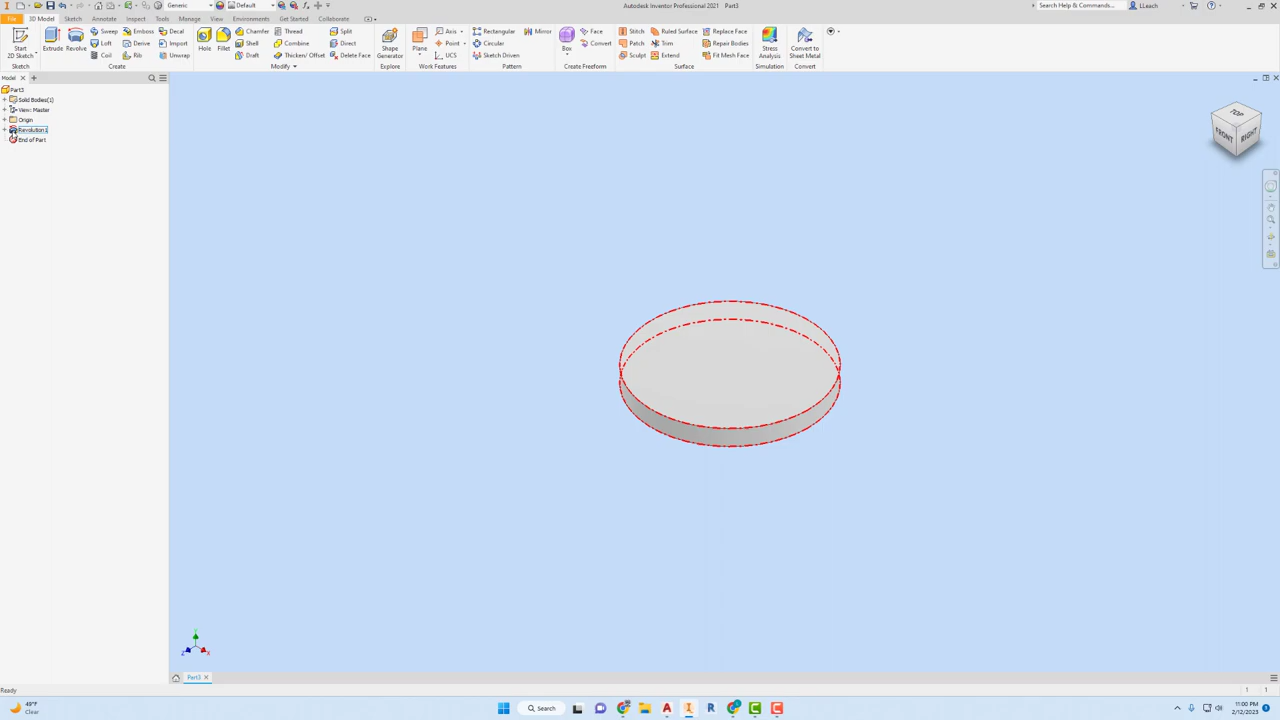 Generic Default Autodesk Inventor Professional 2021 Part3 Search Help & Commands... LLeach
File 3D Model Sketch Annotate Inspect Tools Manage View Environments Get Started Collaborate
Start 2D Sketch Extrude Revolve Sweep Emboss Decal Hole Fillet Chamfer Thread Split Shape Generator Plane Axis Rectangular Mirror Box Face Stitch Ruled Surface Replace Face Stress Analysis Convert to Sheet Metal
Loft Derive Import Shell Combine Direct Point Circular Convert Patch Trim Repair Bodies
Coil Rib Unwrap Draft Thicken/ Offset Delete Face UCS Sketch Driven Sculpt Extend Fit Mesh Face
Sketch Create Modify Explore Work Features Pattern Create Freeform Surface Simulation Convert
Model
Part3
Solid Bodies(1)
View: Master
Origin
Revolution1
End of Part
TOP
FRONT RIGHT
Y
Z X
Part3
Ready 1 1
49°F
Clear
Search
11:00 PM
2/12/2023